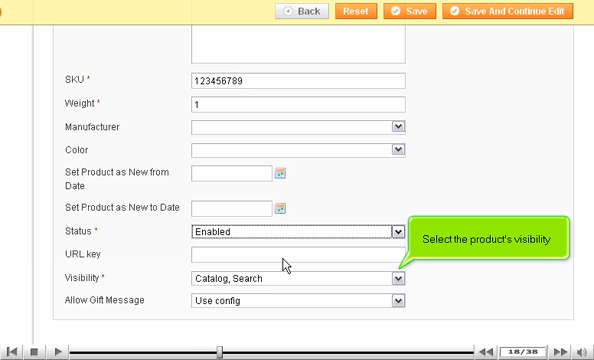 Back Reset Save Save And Continue Edit
SKU * 123456789
Weight * 1
Manufacturer
Color
Set Product as New from
Date
Set Product as New to Date
Status * Enabled
Select the product's visibility
URL key
Visibility * Catalog, Search
Allow Gift Message Use config
18/38